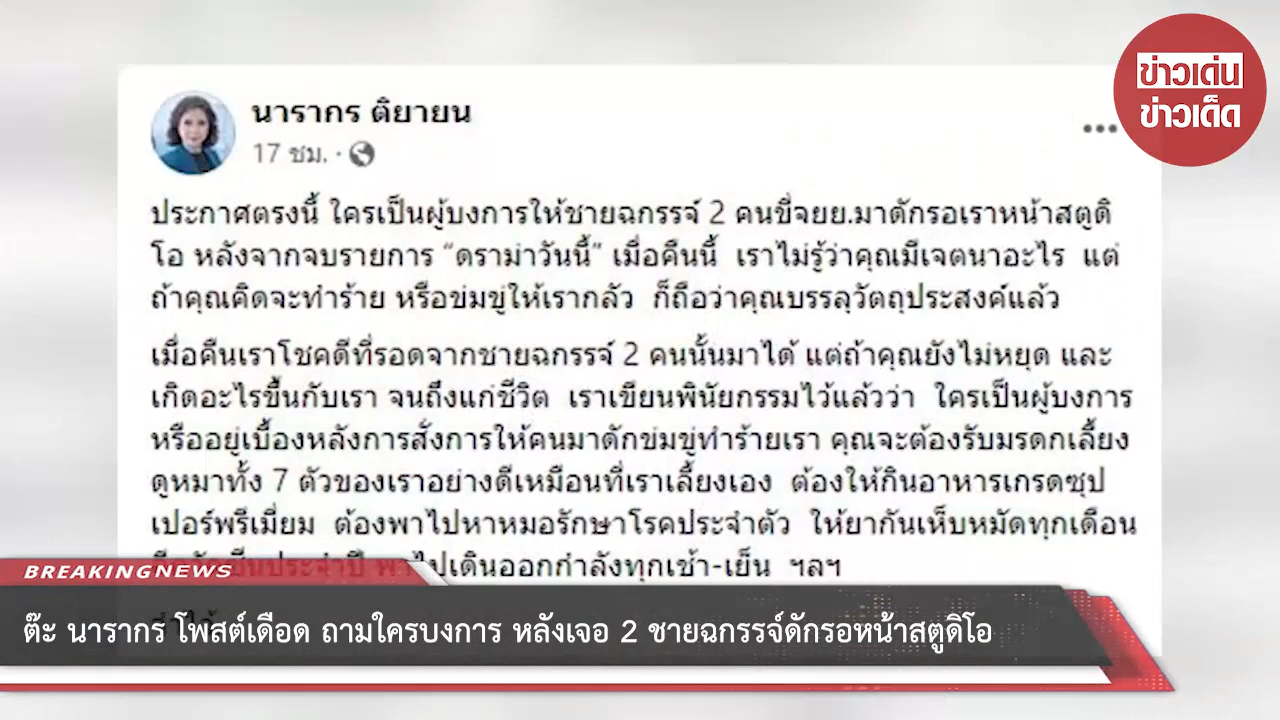 ข่าวเด่น
ข่าวเด็ด
นารากร ติยายน
17 ชม. ·
ประกาศตรงนี้ ใครเป็นผู้บงการให้ชายฉกรรจ์ 2 คนขี่จยย.มาดักรอเราหน้าสตูดิ
โอ หลังจากจบรายการ “ดราม่าวันนี้” เมื่อคืนนี้  เราไม่รู้ว่าคุณมีเจตนาอะไร  แต่
ถ้าคุณคิดจะทำร้าย หรือข่มขู่ให้เรากลัว  ก็ถือว่าคุณบรรลุวัตถุประสงค์แล้ว
เมื่อคืนเราโชคดีที่รอดจากชายฉกรรจ์ 2 คนนั้นมาได้ แต่ถ้าคุณยังไม่หยุด และ
เกิดอะไรขึ้นกับเรา จนถึงแก่ชีวิต  เราเขียนพินัยกรรมไว้แล้วว่า  ใครเป็นผู้บงการ
หรืออยู่เบื้องหลังการสั่งการให้คนมาดักข่มขู่ทำร้ายเรา คุณจะต้องรับมรดกเลี้ยง
ดูหมาทั้ง 7 ตัวของเราอย่างดีเหมือนที่เราเลี้ยงเอง  ต้องให้กินอาหารเกรดซุป
เปอร์พรีเมี่ยม  ต้องพาไปหาหมอรักษาโรคประจำตัว  ให้ยากันเห็บหมัดทุกเดือน
ประจำปี พาไปเดินออกกำลังทุกเช้า-เย็น  ฯลฯ
BREAKING NEWS
ต๊ะ นารากร โพสต์เดือด ถามใครบงการ หลังเจอ 2 ชายฉกรรจ์ดักรอหน้าสตูดิโอ